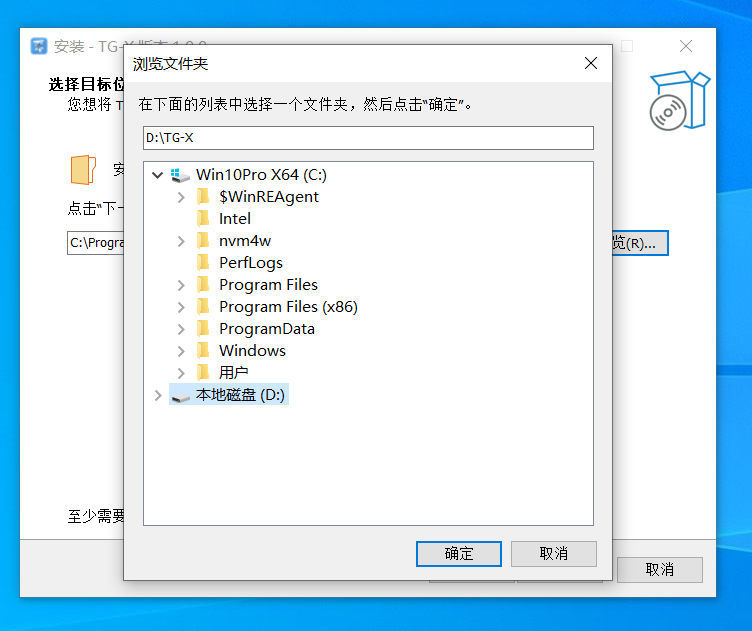 安装 - TG-X 版本 1.0.0
浏览文件夹
选择目标位
您想将 T
在下面的列表中选择一个文件夹，然后点击“确定”。
D:\TG-X
Win10Pro X64 (C:)
$WinREAgent
Intel
nvm4w
PerfLogs
Program Files
Program Files (x86)
ProgramData
Windows
用户
本地磁盘 (D:)
安
点击“下一
C:\Progra
览(R)...
至少需要
确定
取消
取消